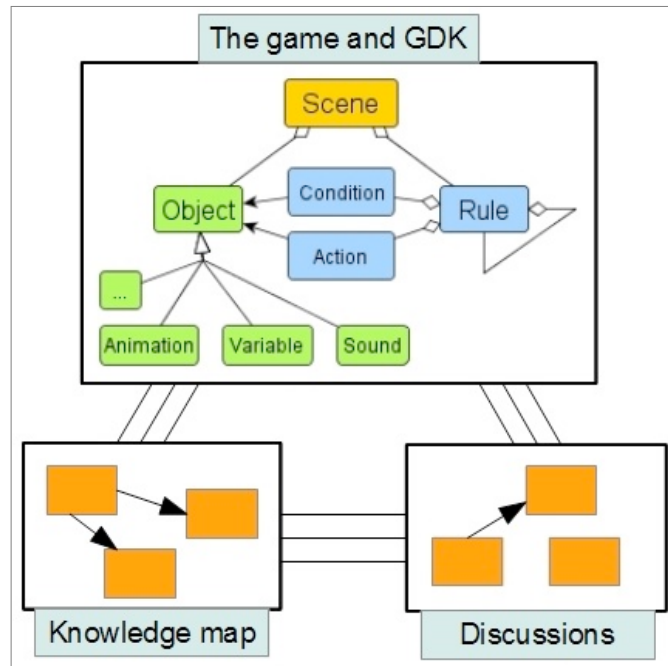 The game and GDK
Scene
Condition
Object
Rule
Action
...
Animation
Variable
Sound
Knowledge map
Discussions